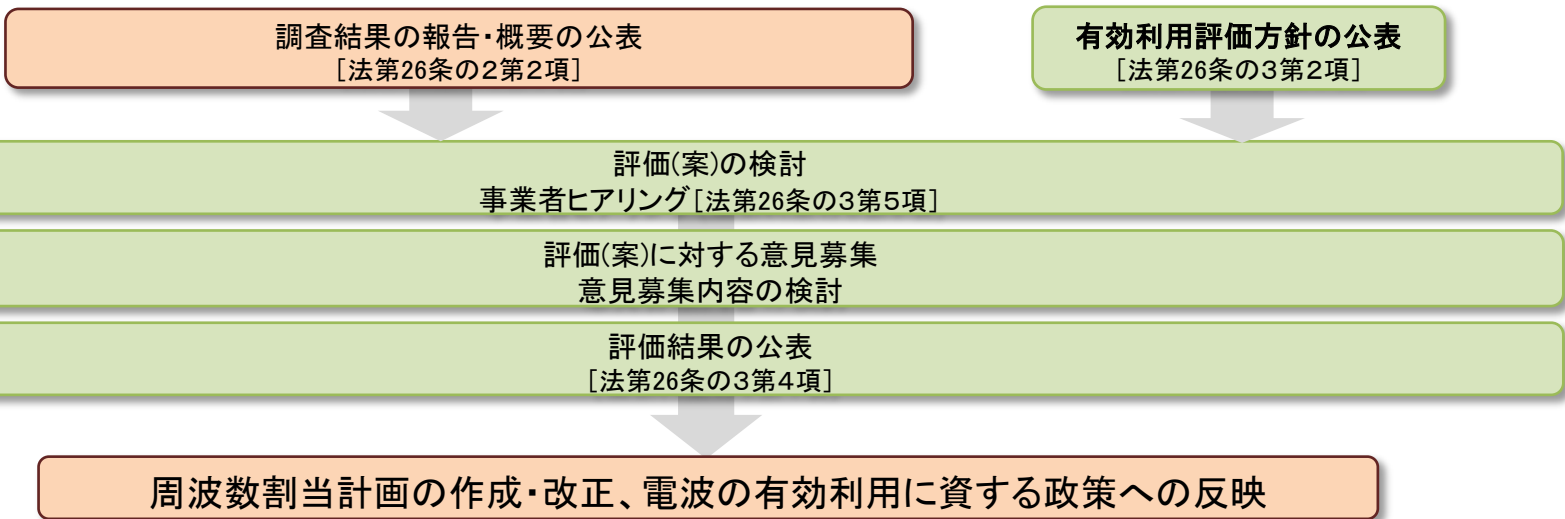 調査結果の報告・概要の公表
[法第26条の２第２項]
有効利用評価方針の公表
[法第26条の３第２項]
評価(案)の検討
事業者ヒアリング[法第26条の３第５項]
評価(案)に対する意見募集
意見募集内容の検討
評価結果の公表
[法第26条の３第４項]
周波数割当計画の作成・改正、電波の有効利用に資する政策への反映